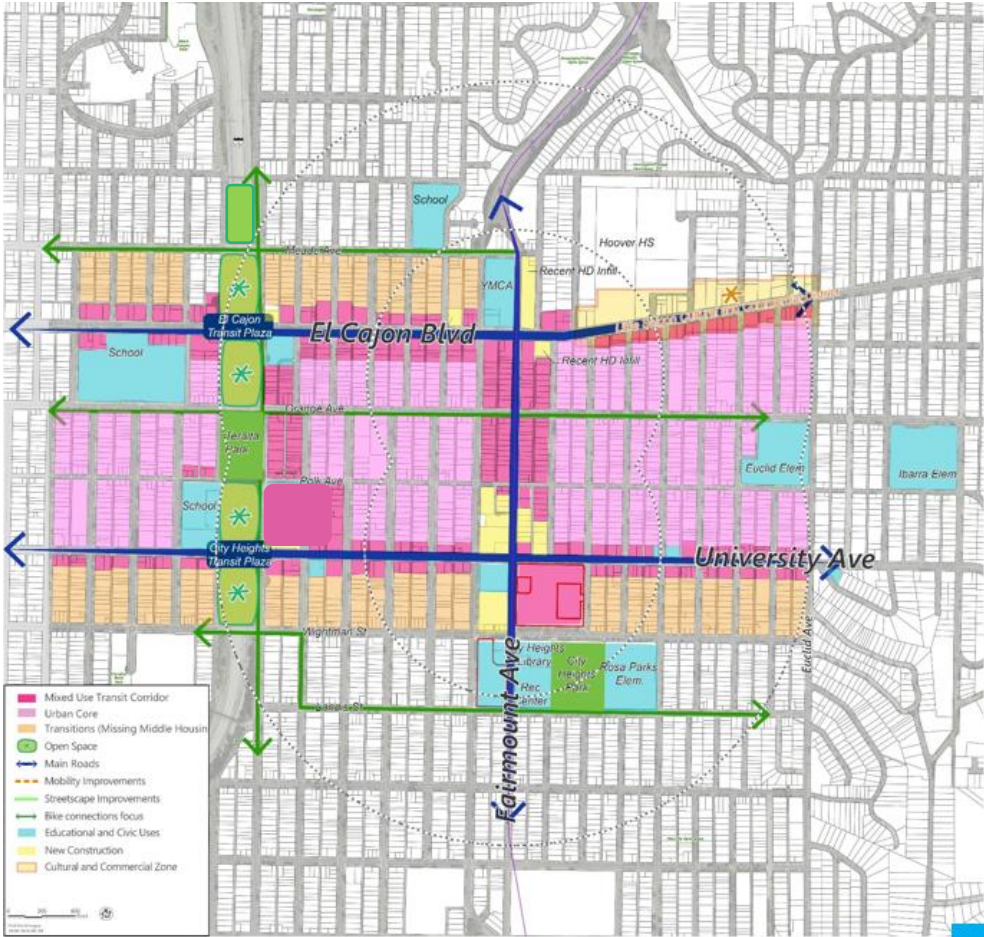 School
Meade Ave
Hoover HS
Recent HD Infill
YMCA
El Cajon
Transit Plaza
El Cajon Blvd
School
Recent HD Infill
Orange Ave
Teralta
Park
Euclid Elem
Ibarra Elem
Polk Ave
School
City Heights
Transit Plaza
University Ave
Wightman St
Euclid Ave
y Heights
Library
City
Heights
Park
Rosa Parks
Elem.
Rec
Center
Landis St
Fairmount Ave
Mixed Use Transit Corridor
Urban Core
Transitions (Missing Middle Housin
Open Space
Main Roads
Mobility Improvements
Streetscape Improvements
Bike connections focus
Educational and Civic Uses
New Construction
Cultural and Commercial Zone